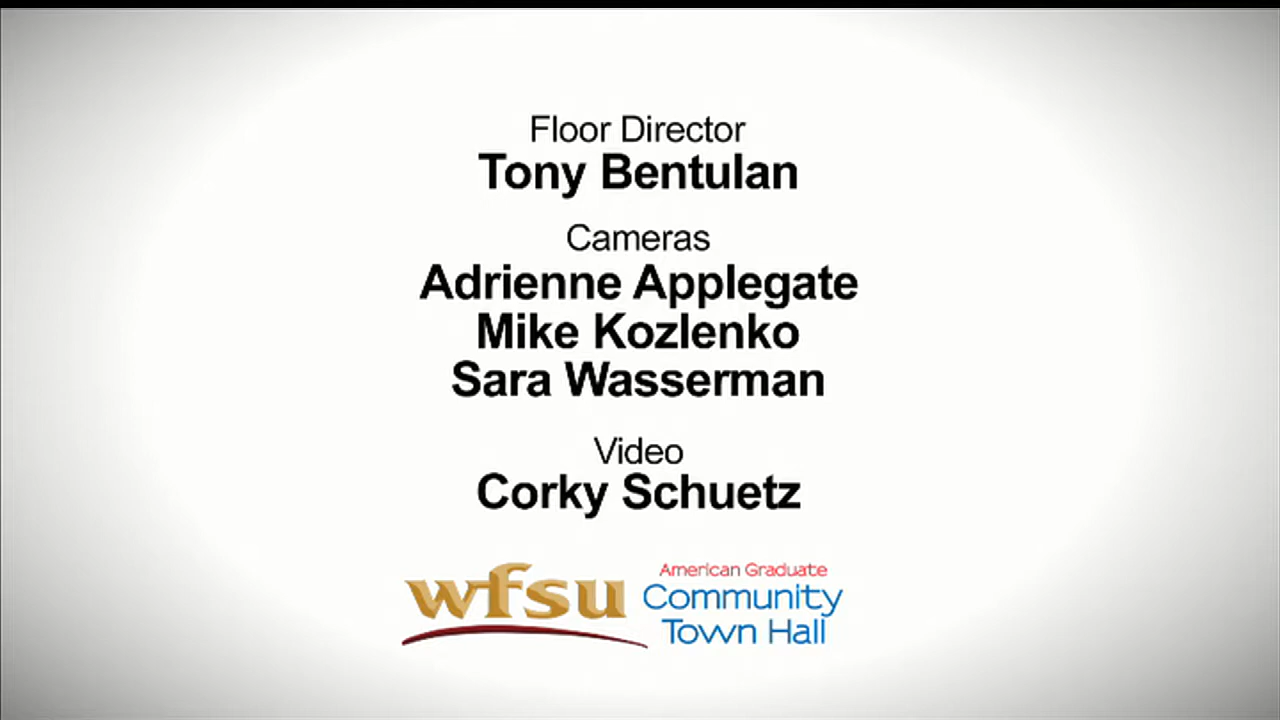 Floor Director
Tony Bentulan
Cameras
Adrienne Applegate
Mike Kozlenko
Sara Wasserman
Video
Corky Schuetz
wfsu
American Graduate
Community
Town Hall